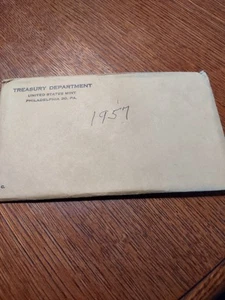 TREASURY DEPARTMENT
UNITED STATES MINT
PHILADELPHIA 30, PA.
1957